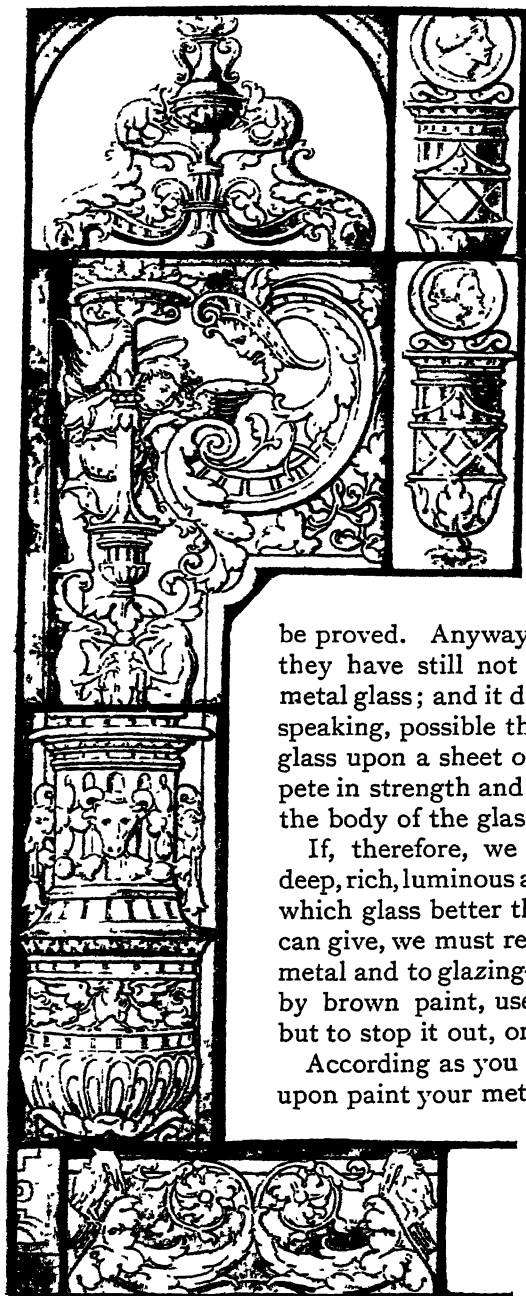 be proved. Anyway
they have still not
metal glass; and it d
speaking, possible th
glass upon a sheet o
pete in strength and
the body of the glas
If, therefore, we
deep, rich, luminous a
which glass better th
can give, we must re
metal and to glazing-
by brown paint, use
but to stop it out, or
According as you
upon paint your met